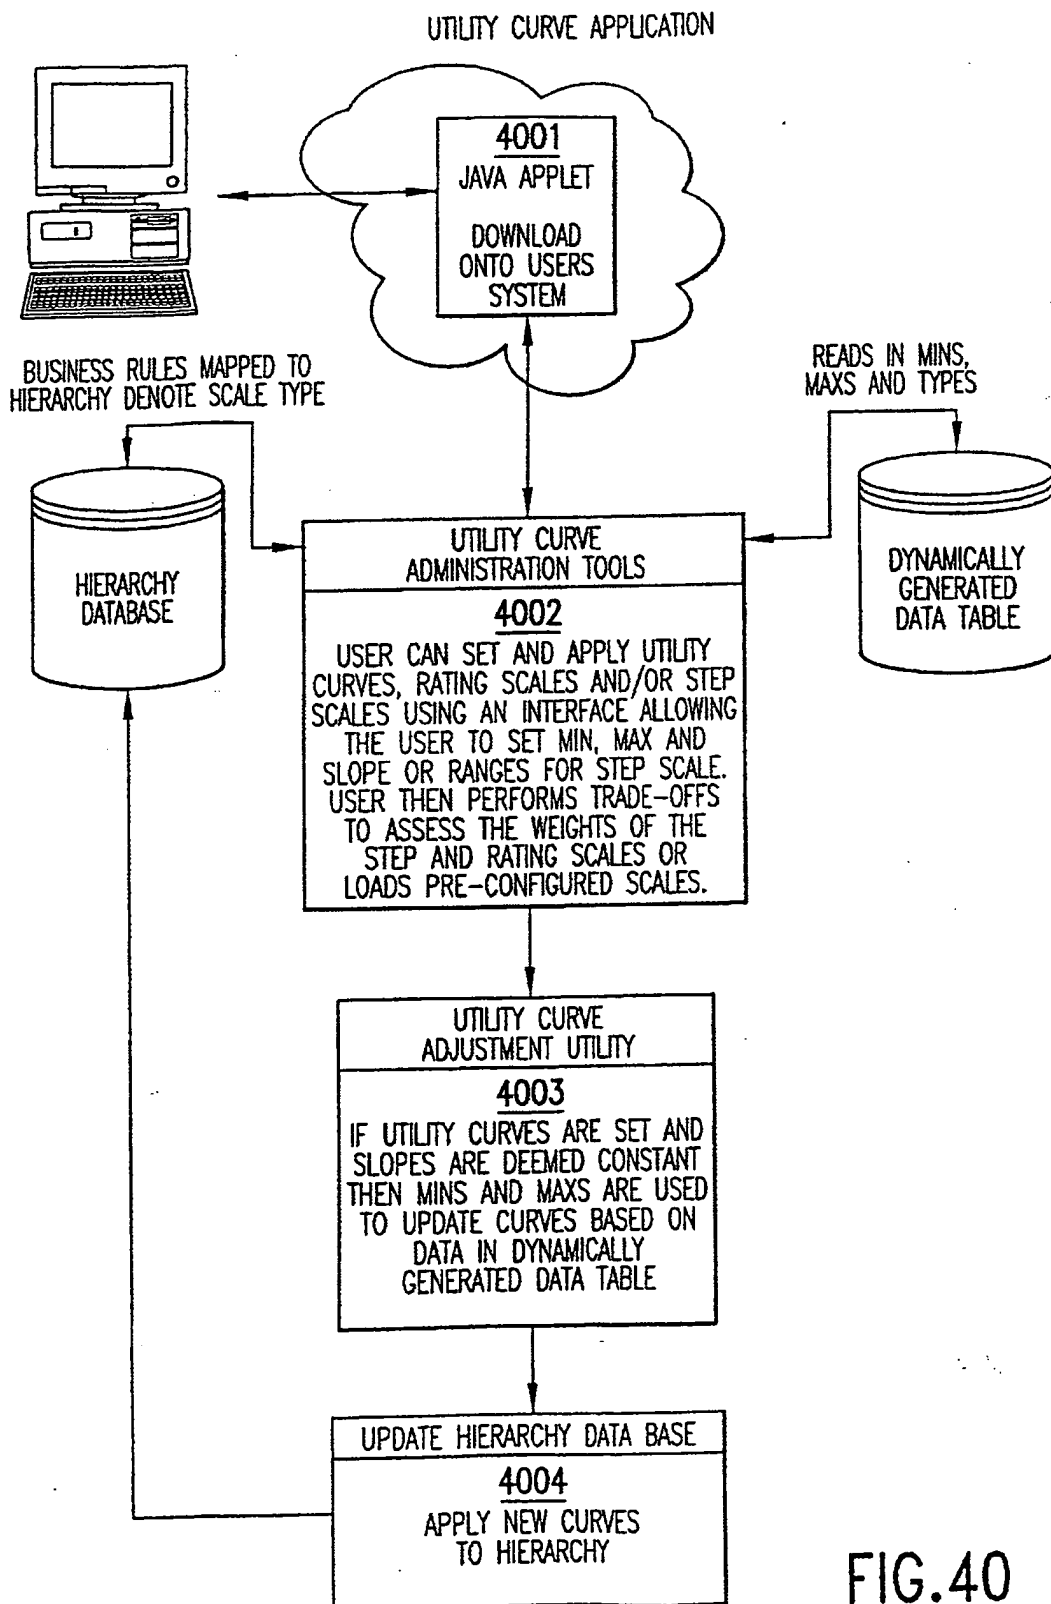 UTILITY CURVE APPLICATION
4001
JAVA APPLET
DOWNLOAD
ONTO USERS
SYSTEM
BUSINESS RULES MAPPED TO
HIERARCHY DENOTE SCALE TYPE
READS IN MINS,
MAXS AND TYPES
HIERARCHY
DATABASE
UTILITY CURVE
ADMINISTRATION TOOLS
DYNAMICALLY
GENERATED
DATA TABLE
4002
USER CAN SET AND APPLY UTILITY
CURVES, RATING SCALES AND/OR STEP
SCALES USING AN INTERFACE ALLOWING
THE USER TO SET MIN, MAX AND
SLOPE OR RANGES FOR STEP SCALE.
USER THEN PERFORMS TRADE-OFFS
TO ASSESS THE WEIGHTS OF THE
STEP AND RATING SCALES OR
LOADS PRE-CONFIGURED SCALES.
UTILITY CURVE
ADJUSTMENT UTILITY
4003
IF UTILITY CURVES ARE SET AND
SLOPES ARE DEEMED CONSTANT
THEN MINS AND MAXS ARE USED
TO UPDATE CURVES BASED ON
DATA IN DYNAMICALLY
GENERATED DATA TABLE
UPDATE HIERARCHY DATA BASE
4004
APPLY NEW CURVES
TO HIERARCHY
FIG.40